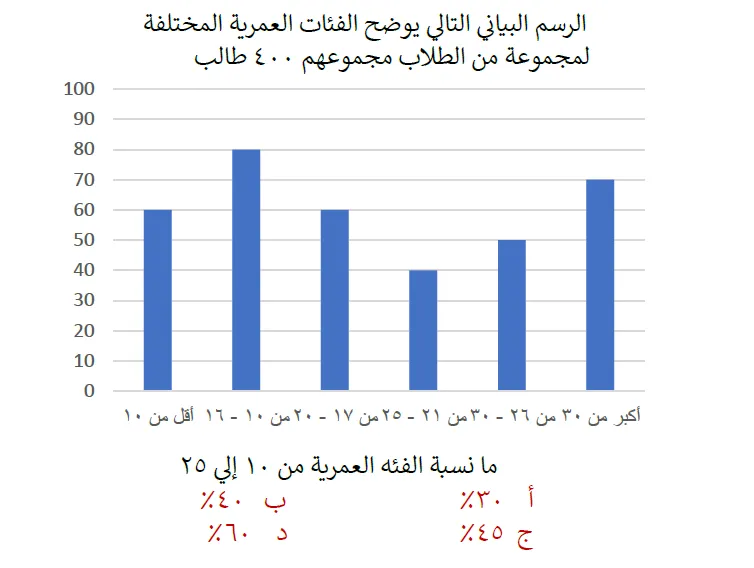 الرسم البياني التالي يوضح الفئات العمرية المختلفة
لمجموعة من الطلاب مجموعهم ٤٠٠ طالب
100
90
80
70
60
50
40
30
20
10
0
أقل من ١٠ من ١٠ - ١٦ من ١٧ - ٢٠ من ٢١ - ٢٥ من ٢٦ - ٣٠ أكبر من ٣٠
ما نسبة الفئه العمرية من ١٠ إلي ٢٥
أ ٣٠٪ ب ٤٠٪
ج ٤٥٪ د ٦٠٪